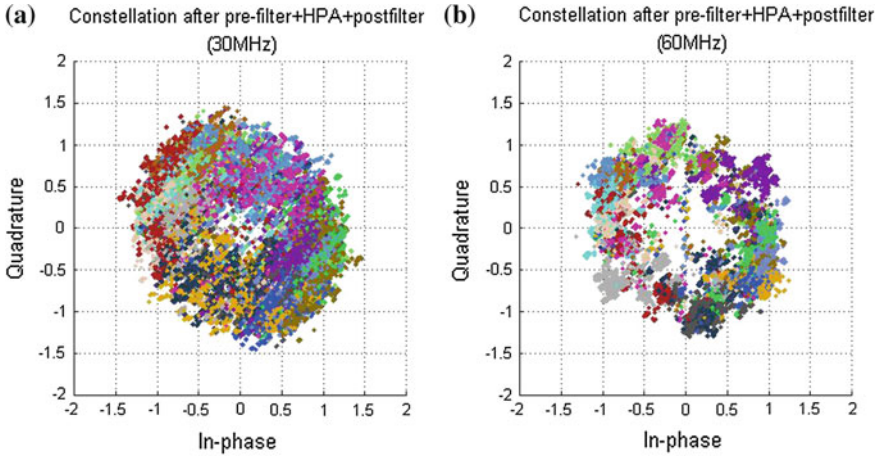 (a) Constellation after pre-filter+HPA+postfilter
(30MHz)
2
1.5
1
0.5
0
-0.5
-1
-1.5
-2
-2 -1.5 -1 -0.5 0 0.5 1 1.5 2
Quadrature
In-phase
(b) Constellation after pre-filter+HPA+postfilter
(60MHz)
2
1.5
1
0.5
0
-0.5
-1
-1.5
-2
-2 -1.5 -1 -0.5 0 0.5 1 1.5 2
Quadrature
In-phase